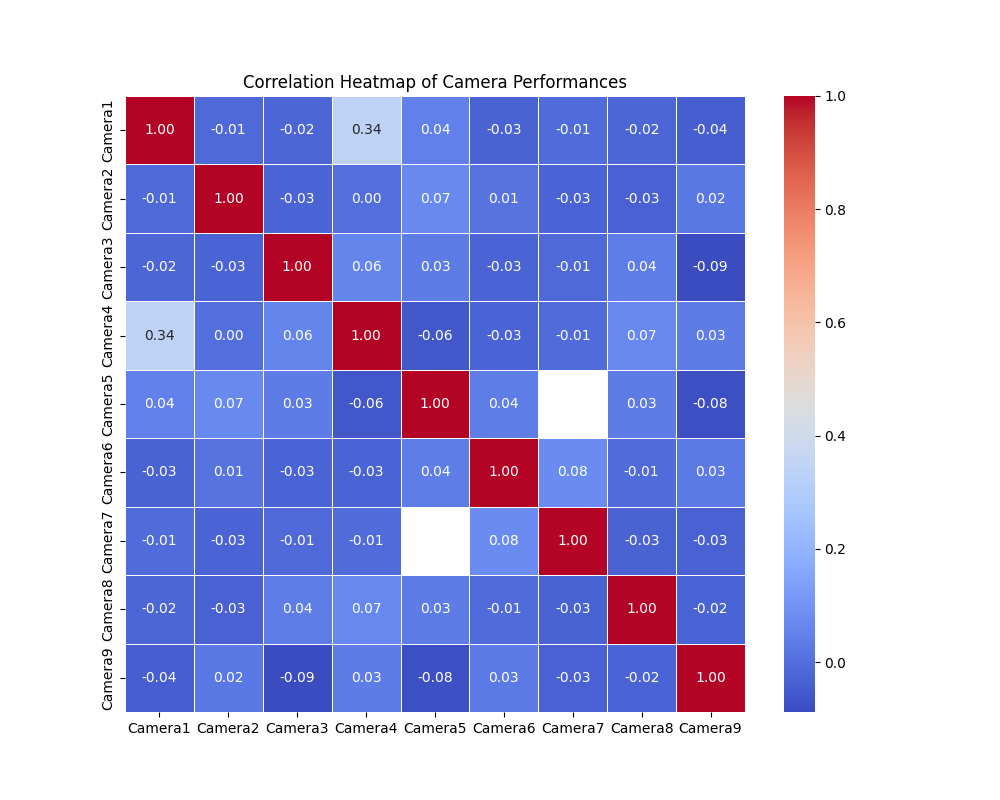 Correlation Heatmap of Camera Performances
Camera1 1.00 -0.01 -0.02 0.34 0.04 -0.03 -0.01 -0.02 -0.04
Camera2 -0.01 1.00 -0.03 0.00 0.07 0.01 -0.03 -0.03 0.02
Camera3 -0.02 -0.03 1.00 0.06 0.03 -0.03 -0.01 0.04 -0.09
Camera4 0.34 0.00 0.06 1.00 -0.06 -0.03 -0.01 0.07 0.03
Camera5 0.04 0.07 0.03 -0.06 1.00 0.04 0.03 -0.08
Camera6 -0.03 0.01 -0.03 -0.03 0.04 1.00 0.08 -0.01 0.03
Camera7 -0.01 -0.03 -0.01 -0.01 0.08 1.00 -0.03 -0.03
Camera8 -0.02 -0.03 0.04 0.07 0.03 -0.01 -0.03 1.00 -0.02
Camera9 -0.04 0.02 -0.09 0.03 -0.08 0.03 -0.03 -0.02 1.00
Camera1 Camera2 Camera3 Camera4 Camera5 Camera6 Camera7 Camera8 Camera9
1.0
0.8
0.6
0.4
0.2
0.0